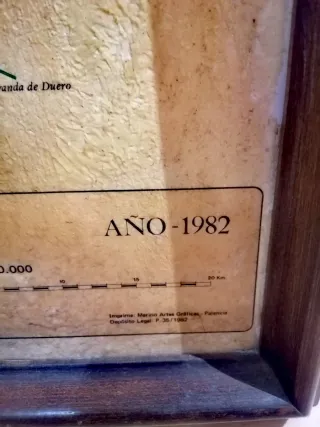 anda de Duero
AÑO-1982
0.000
10 15 20 Km.
Imprime: Merino Artes Gráficas, Palencia
Depósito Legal: P. 35/1982